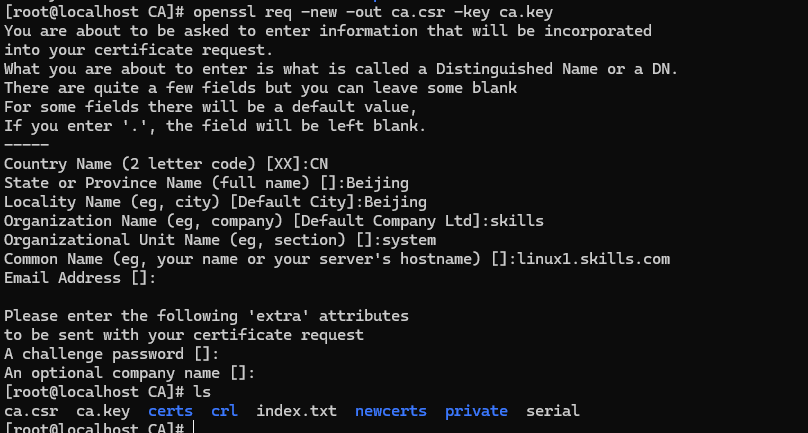 [root@localhost CA]# openssl req -new -out ca.csr -key ca.key
You are about to be asked to enter information that will be incorporated
into your certificate request.
What you are about to enter is what is called a Distinguished Name or a DN.
There are quite a few fields but you can leave some blank
For some fields there will be a default value,
If you enter '.', the field will be left blank.
-----
Country Name (2 letter code) [XX]:CN
State or Province Name (full name) []:Beijing
Locality Name (eg, city) [Default City]:Beijing
Organization Name (eg, company) [Default Company Ltd]:skills
Organizational Unit Name (eg, section) []:system
Common Name (eg, your name or your server's hostname) []:linux1.skills.com
Email Address []:

Please enter the following 'extra' attributes
to be sent with your certificate request
A challenge password []:
An optional company name []:
[root@localhost CA]# ls
ca.csr  ca.key  certs  crl  index.txt  newcerts  private  serial
[root@localhost CA]#